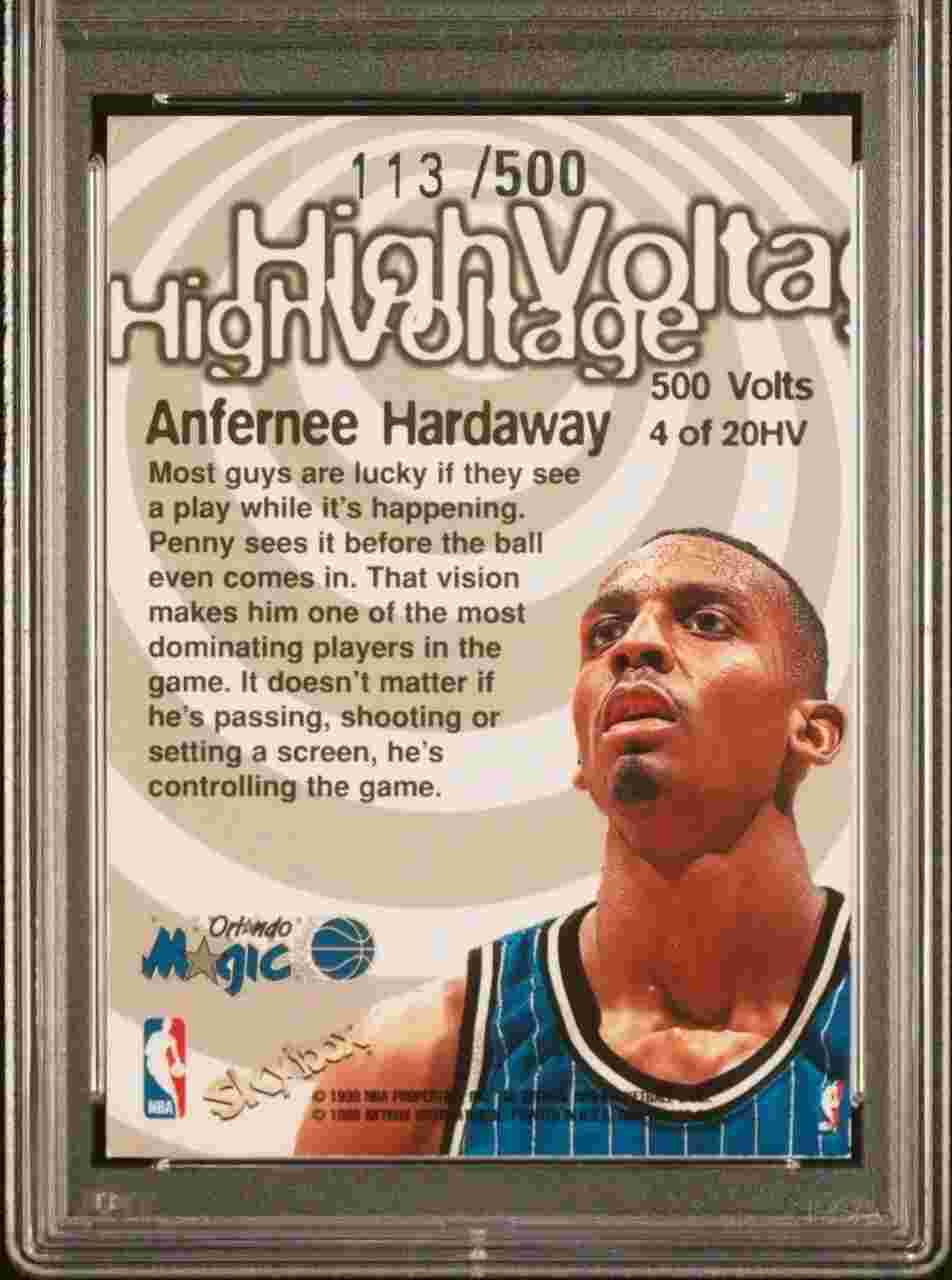 113 /500
HighVolta
HighVoltage
500 Volts
Anfernee Hardaway 4 of 20HV
Most guys are lucky if they see
a play while it's happening.
Penny sees it before the ball
even comes in. That vision
makes him one of the most
dominating players in the
game. It doesn't matter if
he's passing, shooting or
setting a screen, he's
controlling the game.
Orlando
Magic
NBA
Skybox
NBA